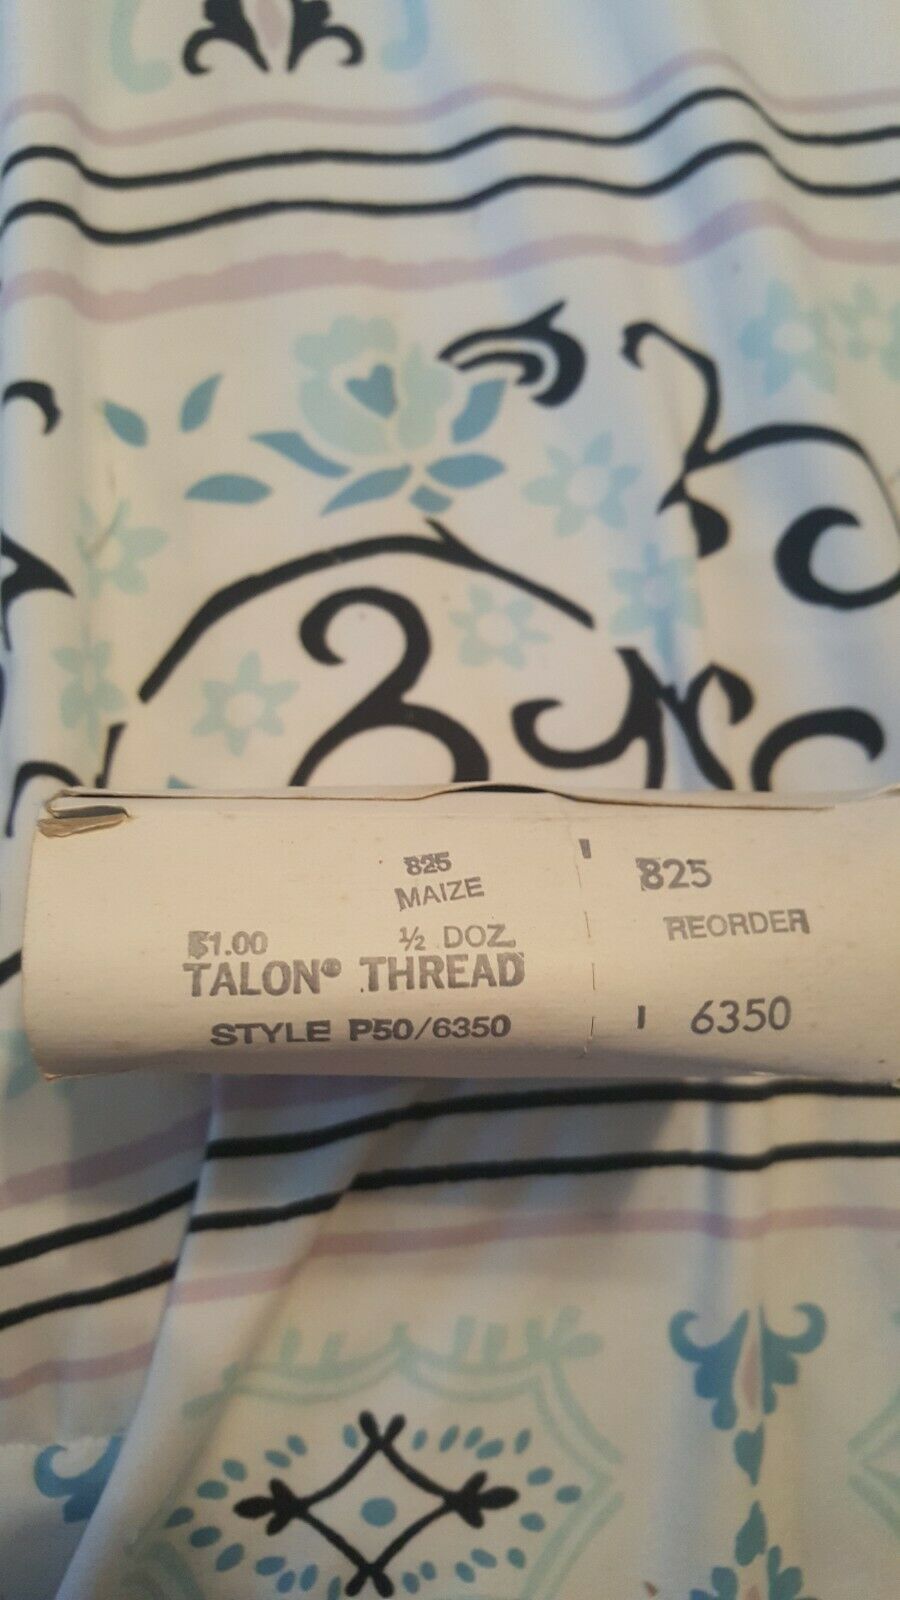 825
MAIZE
$1.00 ½ DOZ.
TALON® THREAD
STYLE P50/6350
825
REORDER
6350